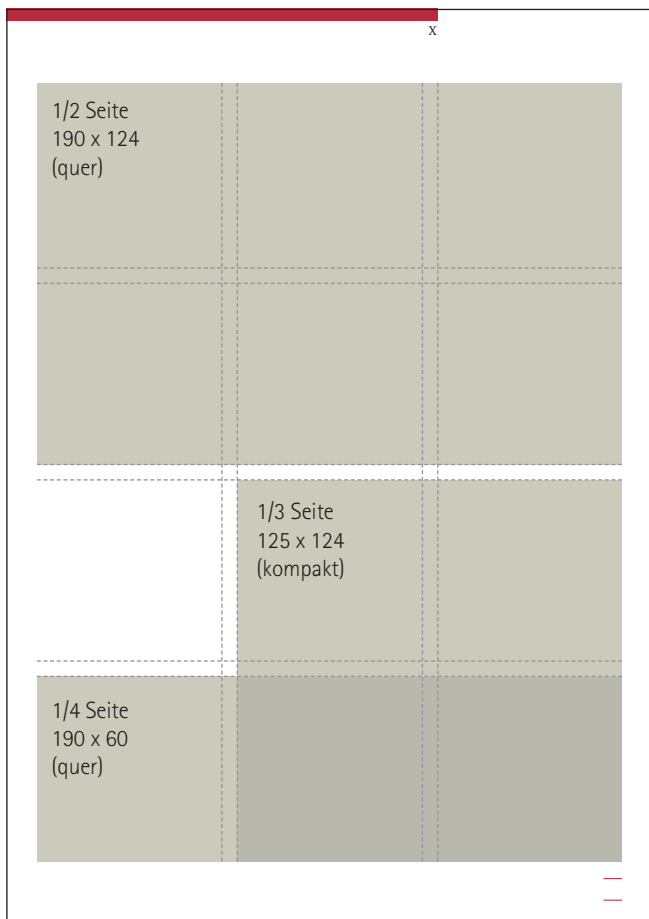 x
1/2 Seite
190 x 124
(quer)
1/3 Seite
125 x 124
(kompakt)
1/4 Seite
190 x 60
(quer)